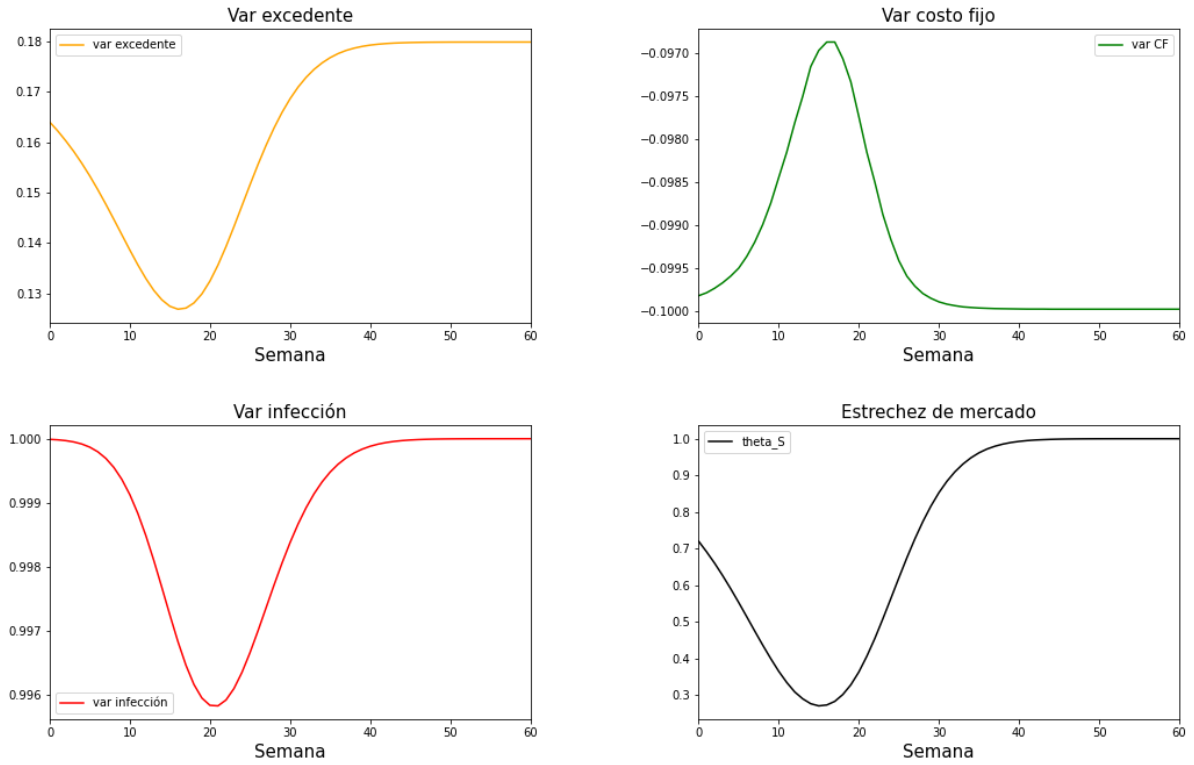 Var excedente
var excedente
0.18
0.17
0.16
0.15
0.14
0.13
0 10 20 30 40 50 60
Semana
Var costo fijo
var CF
−0.0970
−0.0975
−0.0980
−0.0985
−0.0990
−0.0995
−0.1000
0 10 20 30 40 50 60
Semana
Var infección
1.000
0.999
0.998
0.997
0.996
var infección
0 10 20 30 40 50 60
Semana
Estrechez de mercado
theta_S
1.0
0.9
0.8
0.7
0.6
0.5
0.4
0.3
0 10 20 30 40 50 60
Semana